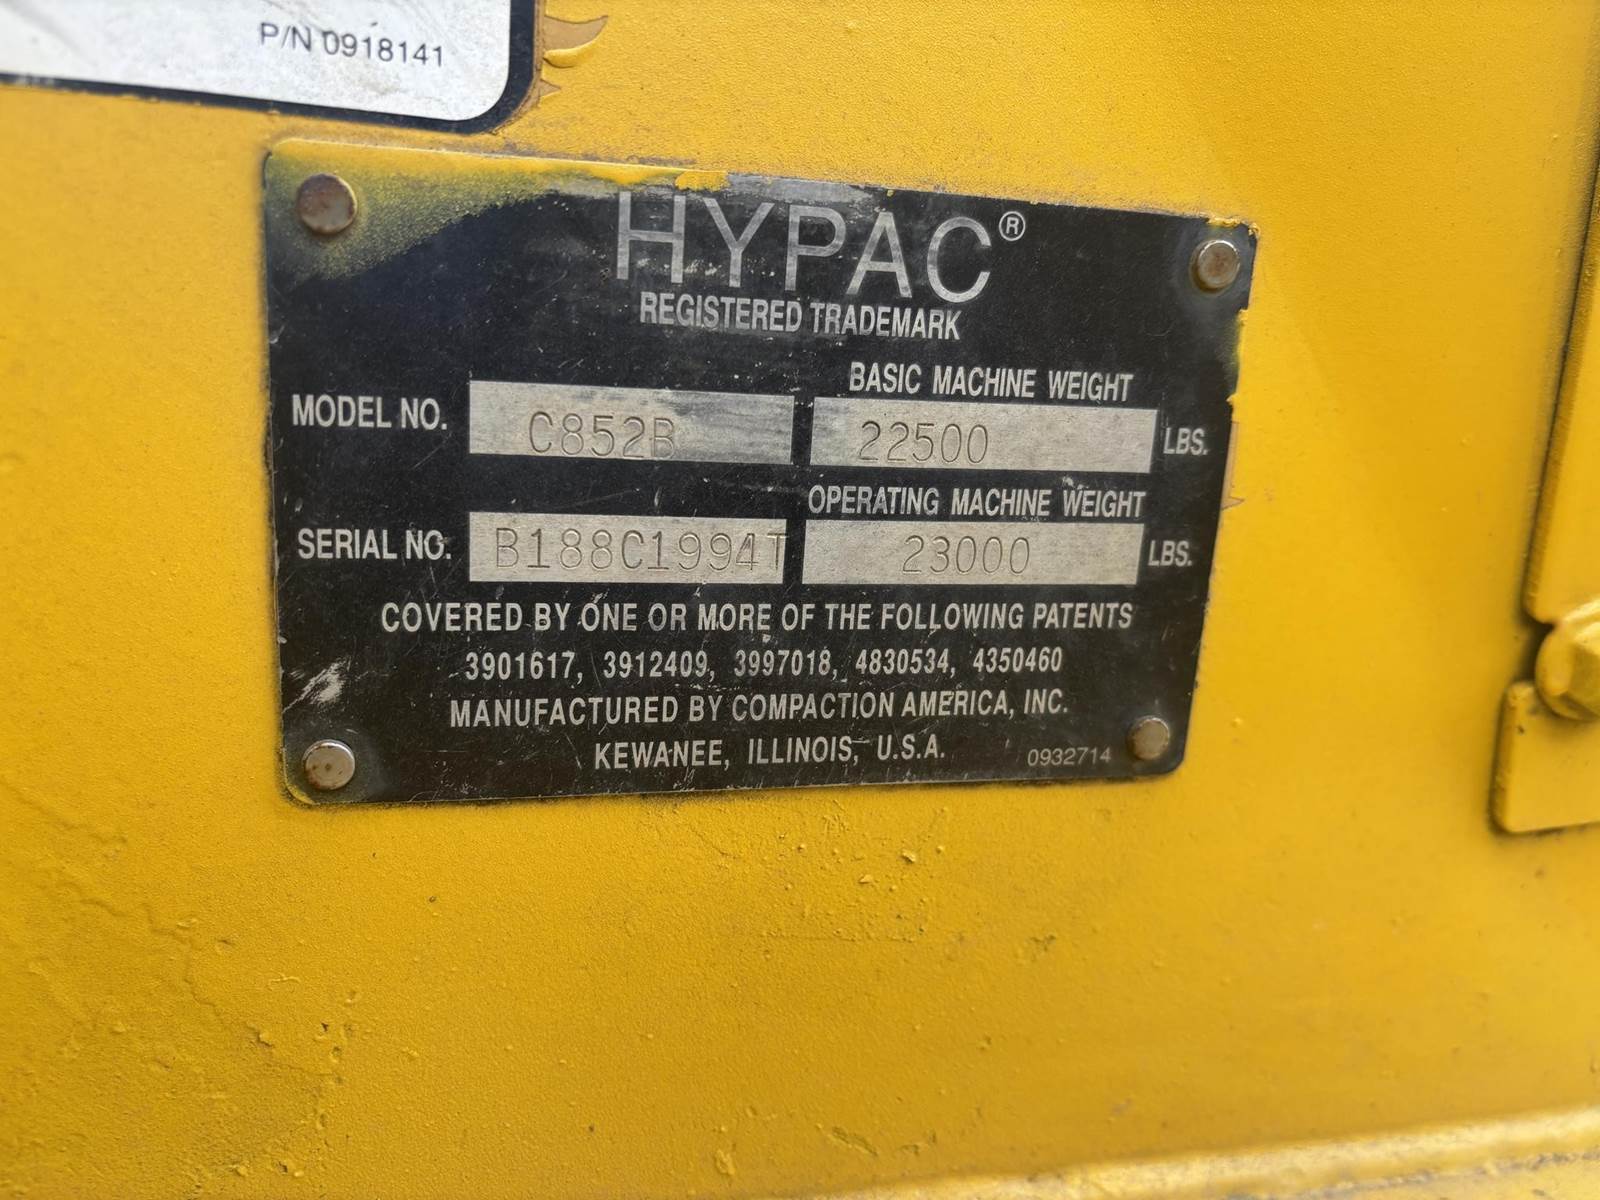 P/N 0918141
HYPAC®
REGISTERED TRADEMARK
BASIC MACHINE WEIGHT
MODEL NO. C852B 22500 LBS.
OPERATING MACHINE WEIGHT
SERIAL NO. B188C1994T 23000 LBS.
COVERED BY ONE OR MORE OF THE FOLLOWING PATENTS
3901617, 3912409, 3997018, 4830534, 4350460
MANUFACTURED BY COMPACTION AMERICA, INC.
KEWANEE, ILLINOIS, U.S.A. 0932714